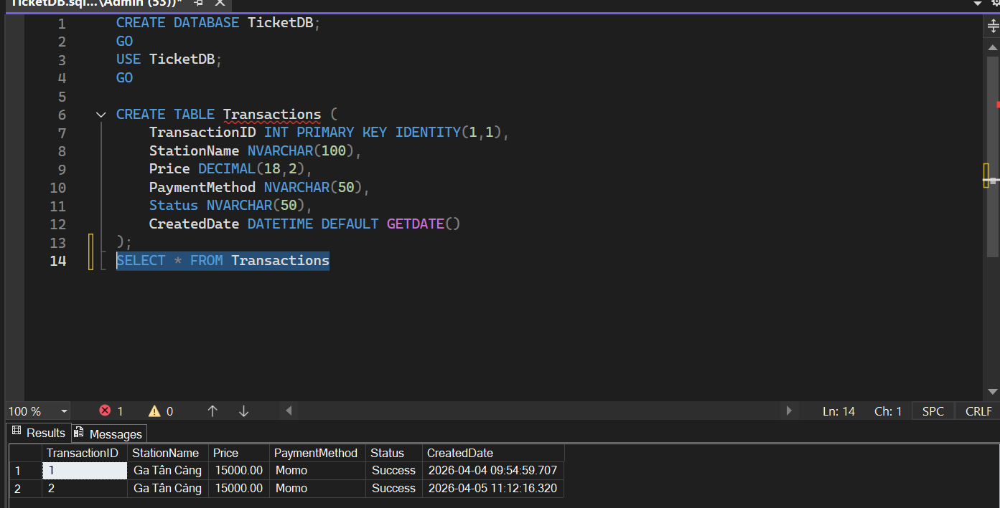 TicketDB.sql...\Admin (53))*
1 CREATE DATABASE TicketDB;
2 GO
3 USE TicketDB;
4 GO
5
6 CREATE TABLE Transactions (
7 TransactionID INT PRIMARY KEY IDENTITY(1,1),
8 StationName NVARCHAR(100),
9 Price DECIMAL(18,2),
10 PaymentMethod NVARCHAR(50),
11 Status NVARCHAR(50),
12 CreatedDate DATETIME DEFAULT GETDATE()
13 );
14 SELECT * FROM Transactions
100 % 1 0 Ln: 14 Ch: 1 SPC CRLF
Results Messages
TransactionID StationName Price PaymentMethod Status CreatedDate
1 1 Ga Tân Cảng 15000.00 Momo Success 2026-04-04 09:54:59.707
2 2 Ga Tân Cảng 15000.00 Momo Success 2026-04-05 11:12:16.320